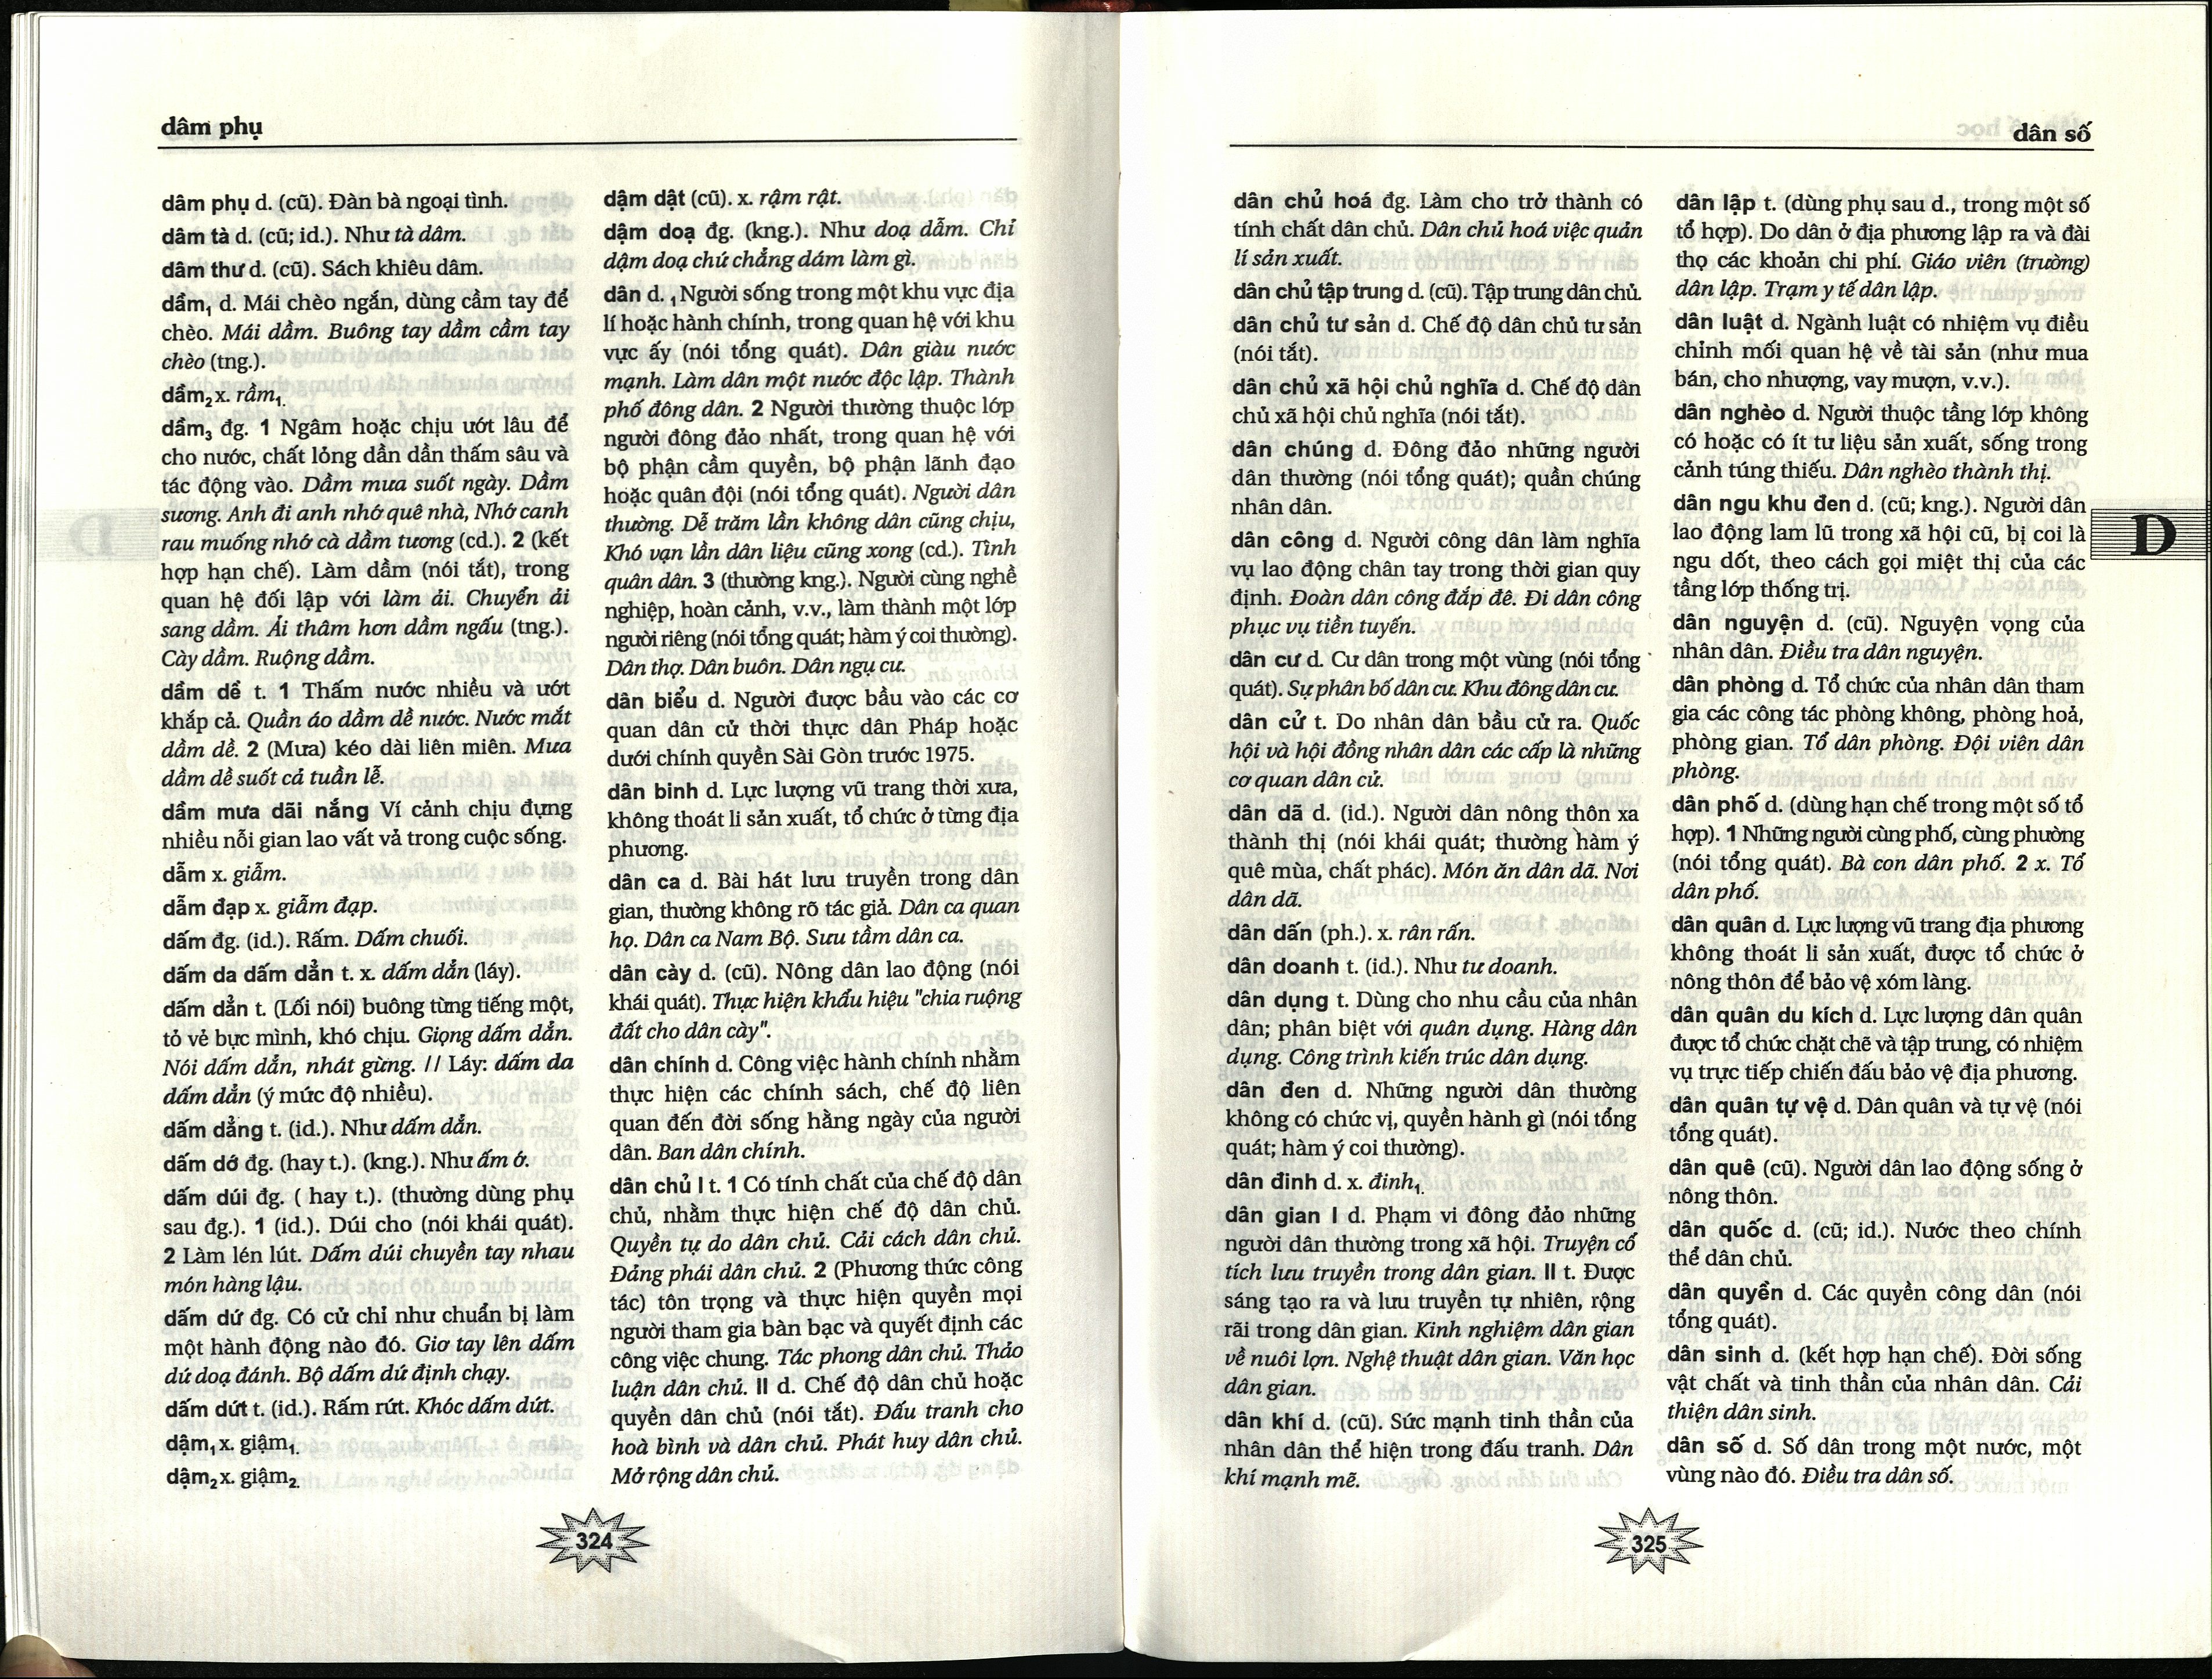 dâm phụ
dâm phụ d. (cũ). Đàn bà ngoại tình.
dâm tà d. (cũ; id.). Như tà dâm.
dâm thư d. (cũ). Sách khiêu dâm.
dầm₁ d. Mái chèo ngắn, dùng cầm tay để
chèo. Mái dầm. Buông tay dầm cầm tay
chèo (tng.).
dầm₂ x. rầm₁.
dầm₃ đg. 1 Ngâm hoặc chịu ướt lâu để
cho nước, chất lỏng dần dần thấm sâu và
tác động vào. Dầm mưa suốt ngày. Dầm
sương. Anh đi anh nhớ quê nhà, Nhớ canh
rau muống nhớ cà dầm tương (cd.). 2 (kết
hợp hạn chế). Làm dầm (nói tắt), trong
quan hệ đối lập với làm ải. Chuyển ải
sang dầm. Ải thâm hơn dầm ngấu (tng.).
Cày dầm. Ruộng dầm.
dầm dề t. 1 Thấm nước nhiều và ướt
khắp cả. Quần áo dầm dề nước. Nước mắt
dầm dề. 2 (Mưa) kéo dài liên miên. Mưa
dầm dề suốt cả tuần lễ.
dầm mưa dãi nắng Ví cảnh chịu đựng
nhiều nỗi gian lao vất vả trong cuộc sống.
dẫm x. giẫm.
dẫm đạp x. giẫm đạp.
dấm đg. (id.). Rấm. Dấm chuối.
dấm da dấm dẳn t. x. dấm dẳn (láy).
dấm dẳn t. (Lối nói) buông từng tiếng một,
tỏ vẻ bực mình, khó chịu. Giọng dấm dẳn.
Nói dấm dẳn, nhát gừng. // Láy: dấm da
dấm dẳn (ý mức độ nhiều).
dấm dẳng t. (id.). Như dấm dẳn.
dấm dớ đg. (hay t.). (kng.). Như ấm ớ.
dấm dúi đg. ( hay t.). (thường dùng phụ
sau đg.). 1 (id.). Dúi cho (nói khái quát).
2 Làm lén lút. Dấm dúi chuyền tay nhau
món hàng lậu.
dấm dứ đg. Có cử chỉ như chuẩn bị làm
một hành động nào đó. Giơ tay lên dấm
dứ doạ đánh. Bộ dấm dứ định chạy.
dấm dứt t. (id.). Rấm rứt. Khóc dấm dứt.
dậm₁ x. giậm₁.
dậm₂ x. giậm₂.
dậm dật (cũ). x. rậm rật.
dậm doạ đg. (kng.). Như doạ dẫm. Chỉ
dậm doạ chứ chẳng dám làm gì.
dân d. 1 Người sống trong một khu vực địa
lí hoặc hành chính, trong quan hệ với khu
vực ấy (nói tổng quát). Dân giàu nước
mạnh. Làm dân một nước độc lập. Thành
phố đông dân. 2 Người thường thuộc lớp
người đông đảo nhất, trong quan hệ với
bộ phận cầm quyền, bộ phận lãnh đạo
hoặc quân đội (nói tổng quát). Người dân
thường. Dễ trăm lần không dân cũng chịu,
Khó vạn lần dân liệu cũng xong (cd.). Tình
quân dân. 3 (thường kng.). Người cùng nghề
nghiệp, hoàn cảnh, v.v., làm thành một lớp
người riêng (nói tổng quát; hàm ý coi thường).
Dân thợ. Dân buôn. Dân ngụ cư.
dân biểu d. Người được bầu vào các cơ
quan dân cử thời thực dân Pháp hoặc
dưới chính quyền Sài Gòn trước 1975.
dân binh d. Lực lượng vũ trang thời xưa,
không thoát li sản xuất, tổ chức ở từng địa
phương.
dân ca d. Bài hát lưu truyền trong dân
gian, thường không rõ tác giả. Dân ca quan
họ. Dân ca Nam Bộ. Sưu tầm dân ca.
dân cày d. (cũ). Nông dân lao động (nói
khái quát). Thực hiện khẩu hiệu "chia ruộng
đất cho dân cày".
dân chính d. Công việc hành chính nhằm
thực hiện các chính sách, chế độ liên
quan đến đời sống hằng ngày của người
dân. Ban dân chính.
dân chủ I t. 1 Có tính chất của chế độ dân
chủ, nhằm thực hiện chế độ dân chủ.
Quyền tự do dân chủ. Cải cách dân chủ.
Đảng phái dân chủ. 2 (Phương thức công
tác) tôn trọng và thực hiện quyền mọi
người tham gia bàn bạc và quyết định các
công việc chung. Tác phong dân chủ. Thảo
luận dân chủ. II d. Chế độ dân chủ hoặc
quyền dân chủ (nói tắt). Đấu tranh cho
hoà bình và dân chủ. Phát huy dân chủ.
Mở rộng dân chủ.
324
dân số
dân chủ hoá đg. Làm cho trở thành có
tính chất dân chủ. Dân chủ hoá việc quản
lí sản xuất.
dân chủ tập trung d. (cũ). Tập trung dân chủ.
dân chủ tư sản d. Chế độ dân chủ tư sản
(nói tắt).
dân chủ xã hội chủ nghĩa d. Chế độ dân
chủ xã hội chủ nghĩa (nói tắt).
dân chúng d. Đông đảo những người
dân thường (nói tổng quát); quần chúng
nhân dân.
dân công d. Người công dân làm nghĩa
vụ lao động chân tay trong thời gian quy
định. Đoàn dân công đắp đê. Đi dân công
phục vụ tiền tuyến.
dân cư d. Cư dân trong một vùng (nói tổng
quát). Sự phân bố dân cư. Khu đông dân cư.
dân cử t. Do nhân dân bầu cử ra. Quốc
hội và hội đồng nhân dân các cấp là những
cơ quan dân cử.
dân dã d. (id.). Người dân nông thôn xa
thành thị (nói khái quát; thường hàm ý
quê mùa, chất phác). Món ăn dân dã. Nơi
dân dã.
dân dấn (ph.). x. rân rấn.
dân doanh t. (id.). Như tư doanh.
dân dụng t. Dùng cho nhu cầu của nhân
dân; phân biệt với quân dụng. Hàng dân
dụng. Công trình kiến trúc dân dụng.
dân đen d. Những người dân thường
không có chức vị, quyền hành gì (nói tổng
quát; hàm ý coi thường).
dân đinh d. x. đinh₁.
dân gian I d. Phạm vi đông đảo những
người dân thường trong xã hội. Truyện cổ
tích lưu truyền trong dân gian. II t. Được
sáng tạo ra và lưu truyền tự nhiên, rộng
rãi trong dân gian. Kinh nghiệm dân gian
về nuôi lợn. Nghệ thuật dân gian. Văn học
dân gian.
dân khí d. (cũ). Sức mạnh tinh thần của
nhân dân thể hiện trong đấu tranh. Dân
khí mạnh mẽ.
dân lập t. (dùng phụ sau d., trong một số
tổ hợp). Do dân ở địa phương lập ra và đài
thọ các khoản chi phí. Giáo viên (trường)
dân lập. Trạm y tế dân lập.
dân luật d. Ngành luật có nhiệm vụ điều
chỉnh mối quan hệ về tài sản (như mua
bán, cho nhượng, vay mượn, v.v.).
dân nghèo d. Người thuộc tầng lớp không
có hoặc có ít tư liệu sản xuất, sống trong
cảnh túng thiếu. Dân nghèo thành thị.
dân ngu khu đen d. (cũ; kng.). Người dân
lao động lam lũ trong xã hội cũ, bị coi là
ngu dốt, theo cách gọi miệt thị của các
tầng lớp thống trị.
dân nguyện d. (cũ). Nguyện vọng của
nhân dân. Điều tra dân nguyện.
dân phòng d. Tổ chức của nhân dân tham
gia các công tác phòng không, phòng hoả,
phòng gian. Tổ dân phòng. Đội viên dân
phòng.
dân phố d. (dùng hạn chế trong một số tổ
hợp). 1 Những người cùng phố, cùng phường
(nói tổng quát). Bà con dân phố. 2 x. Tổ
dân phố.
dân quân d. Lực lượng vũ trang địa phương
không thoát li sản xuất, được tổ chức ở
nông thôn để bảo vệ xóm làng.
dân quân du kích d. Lực lượng dân quân
được tổ chức chặt chẽ và tập trung, có nhiệm
vụ trực tiếp chiến đấu bảo vệ địa phương.
dân quân tự vệ d. Dân quân và tự vệ (nói
tổng quát).
dân quê (cũ). Người dân lao động sống ở
nông thôn.
dân quốc d. (cũ; id.). Nước theo chính
thể dân chủ.
dân quyền d. Các quyền công dân (nói
tổng quát).
dân sinh d. (kết hợp hạn chế). Đời sống
vật chất và tinh thần của nhân dân. Cải
thiện dân sinh.
dân số d. Số dân trong một nước, một
vùng nào đó. Điều tra dân số.
D
325